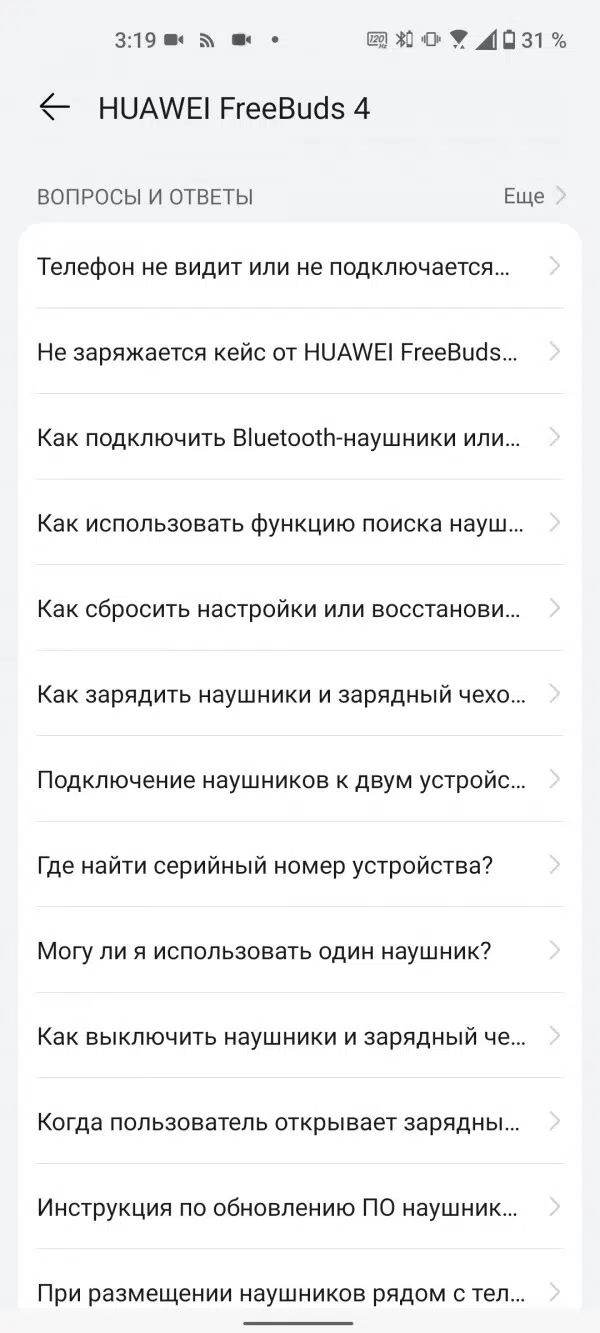 3:19 31 %
HUAWEI FreeBuds 4
ВОПРОСЫ И ОТВЕТЫ Еще
Телефон не видит или не подключается...
Не заряжается кейс от HUAWEI FreeBuds...
Как подключить Bluetooth-наушники или...
Как использовать функцию поиска науш...
Как сбросить настройки или восстанови...
Как зарядить наушники и зарядный чехо...
Подключение наушников к двум устройс...
Где найти серийный номер устройства?
Могу ли я использовать один наушник?
Как выключить наушники и зарядный че...
Когда пользователь открывает зарядны...
Инструкция по обновлению ПО наушник...
При размещении наушников рядом с тел...